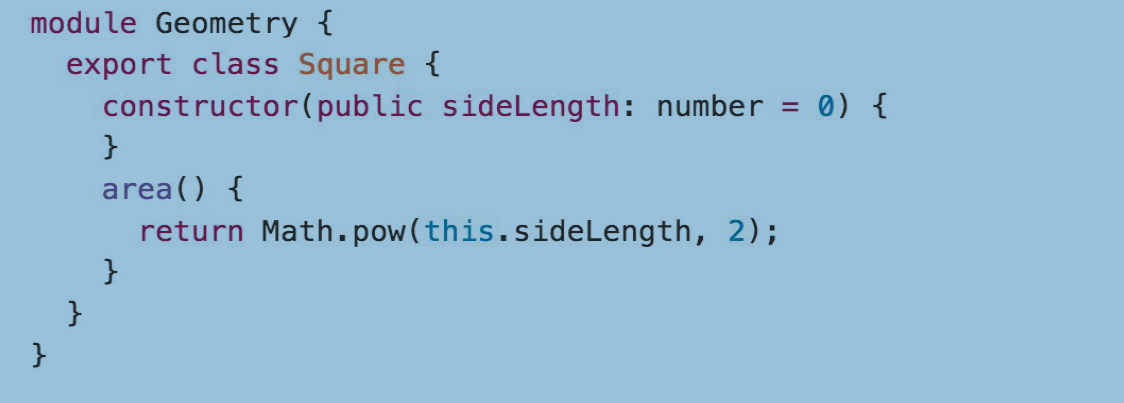 module Geometry {
  export class Square {
    constructor(public sideLength: number = 0) {
    }
    area() {
      return Math.pow(this.sideLength, 2);
    }
  }
}